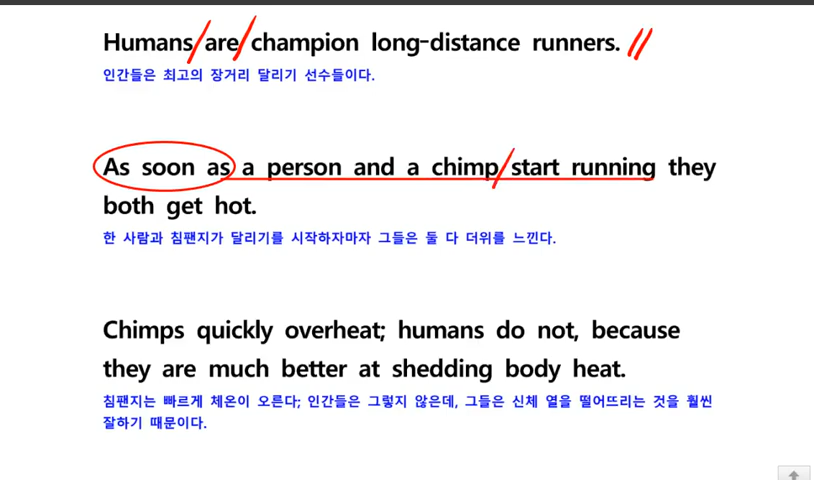 Humans are champion long-distance runners.
인간들은 최고의 장거리 달리기 선수들이다.
As soon as a person and a chimp start running they
both get hot.
한 사람과 침팬지가 달리기를 시작하자마자 그들은 둘 다 더위를 느낀다.
Chimps quickly overheat; humans do not, because
they are much better at shedding body heat.
침팬지는 빠르게 체온이 오른다; 인간들은 그렇지 않은데, 그들은 신체 열을 떨어뜨리는 것을 훨씬
잘하기 때문이다.